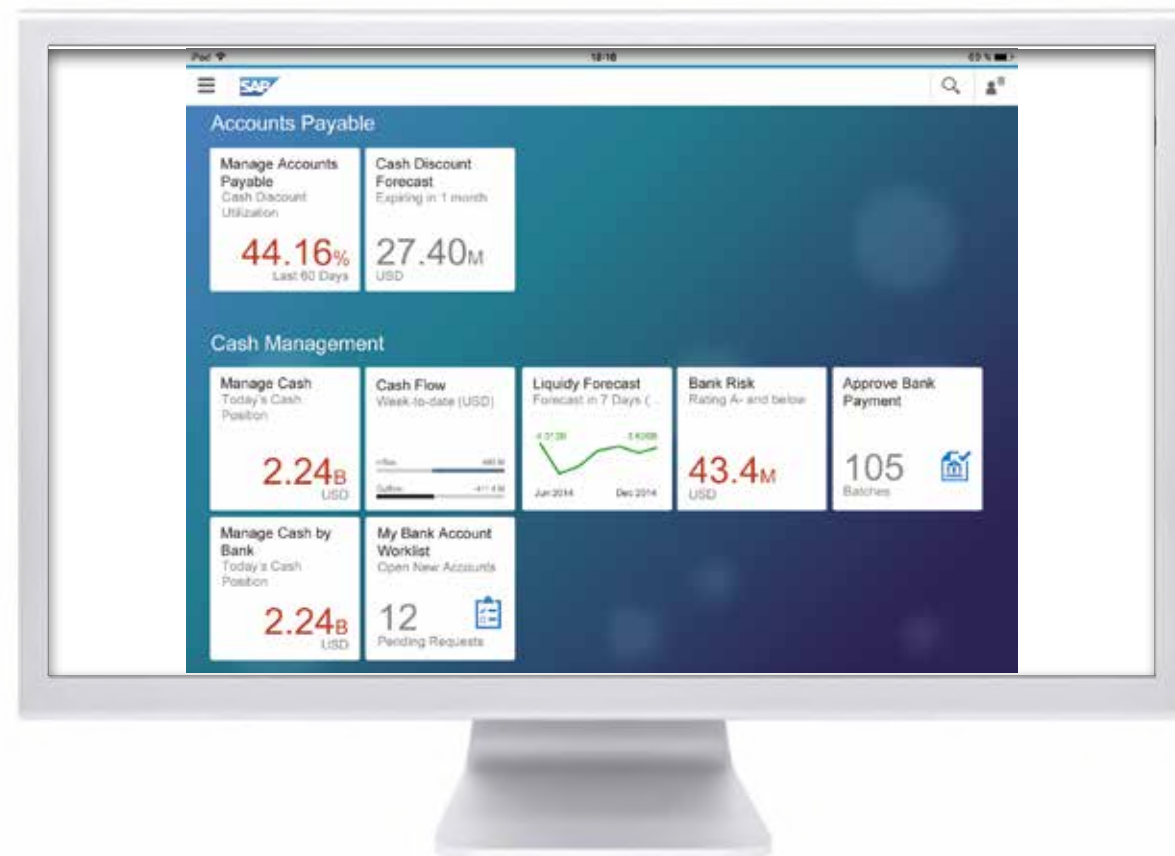 iPad
18:16
SAP
Accounts Payable
Manage Accounts
Payable
Cash Discount
Utilization
44.16%
Last 60 Days
Cash Discount
Forecast
Expiring in 1 month
27.40M
USD
Cash Management
Manage Cash
Today's Cash
Position
2.24B
USD
Cash Flow
Week-to-date (USD)
Inflow
Outflow
Liquidy Forecast
Forecast in 7 Days (...
Jun 2014
Dec 2014
Bank Risk
Rating A- and below
43.4M
USD
Approve Bank
Payment
105
Batches
Manage Cash by
Bank
Today's Cash
Position
2.24B
USD
My Bank Account
Worklist
Open New Accounts
12
Pending Requests